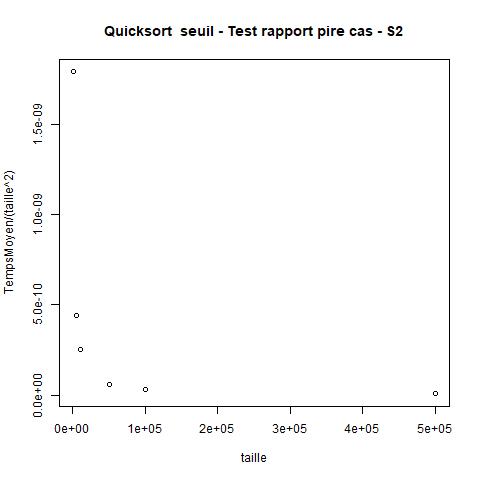 Quicksort seuil - Test rapport pire cas - S2
TempsMoyen/(taille^2)
1.5e-09
1.0e-09
5.0e-10
0.0e+00
0e+00 1e+05 2e+05 3e+05 4e+05 5e+05
taille